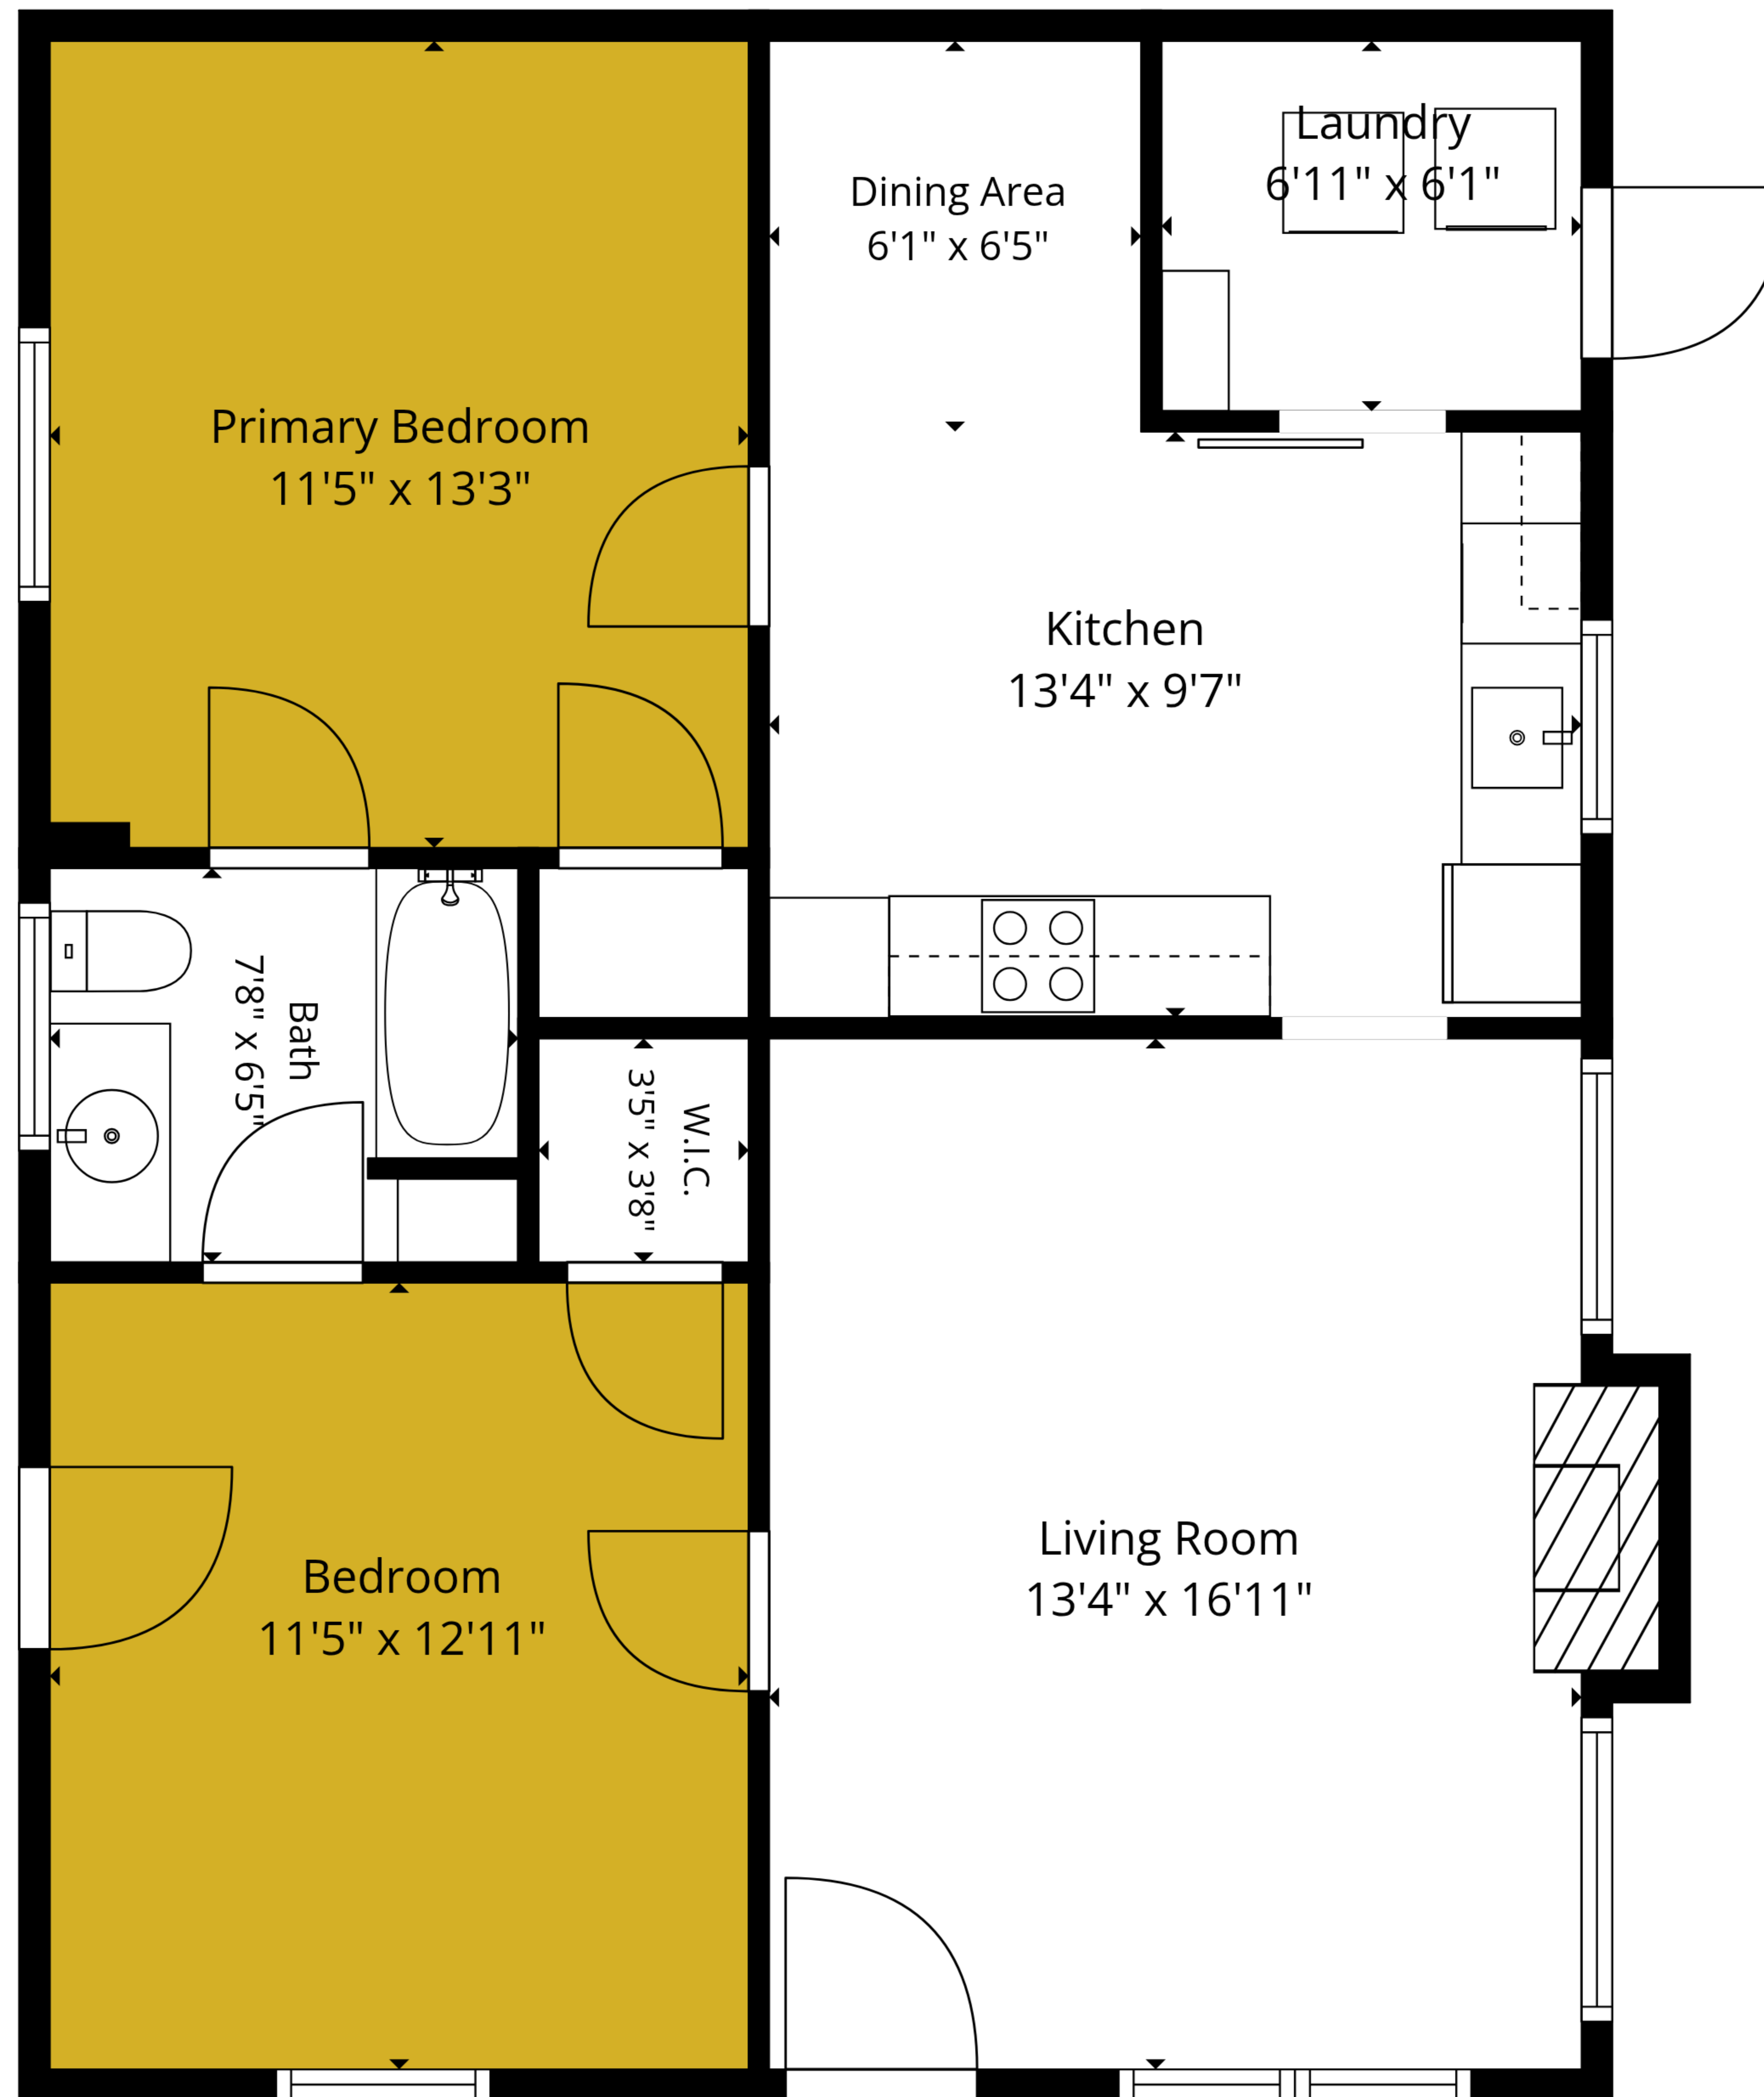 Laundry
6'11" x 6'1"
Dining Area
6'1" x 6'5"
Primary Bedroom
11'5" x 13'3"
Kitchen
13'4" x 9'7"
Bath
7'8" x 6'5"
W.I.C.
3'5" x 3'8"
Living Room
13'4" x 16'11"
Bedroom
11'5" x 12'11"